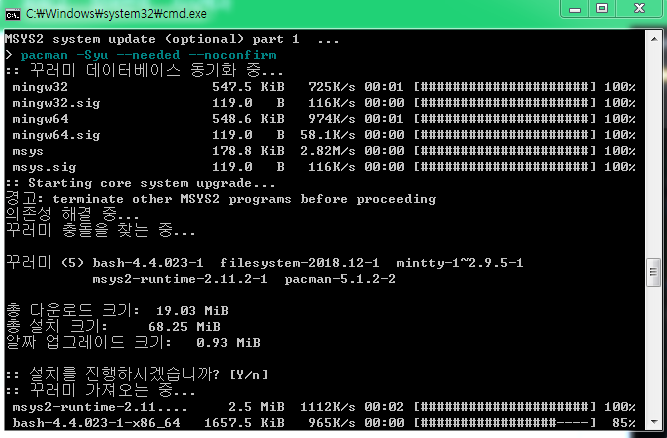 C:₩Windows₩system32₩cmd.exe
MSYS2 system update (optional) part 1  ...
> pacman -Syu --needed --noconfirm
:: 꾸러미 데이터베이스 동기화 중...
 mingw32                  547.5 KiB   725K/s 00:01 [#######################] 100%
 mingw32.sig              119.0   B   116K/s 00:00 [#######################] 100%
 mingw64                  548.6 KiB   974K/s 00:01 [#######################] 100%
 mingw64.sig              119.0   B  58.1K/s 00:00 [#######################] 100%
 msys                     178.8 KiB  2.82M/s 00:00 [#######################] 100%
 msys.sig                 119.0   B   116K/s 00:00 [#######################] 100%
:: Starting core system upgrade...
경고: terminate other MSYS2 programs before proceeding
의존성 해결 중...
꾸러미 충돌을 찾는 중...
꾸러미 (5) bash-4.4.023-1  filesystem-2018.12-1  mintty-1~2.9.5-1
           msys2-runtime-2.11.2-1  pacman-5.1.2-2
총 다운로드 크기:  19.03 MiB
총 설치 크기:     68.25 MiB
알짜 업그레이드 크기:   0.93 MiB
:: 설치를 진행하시겠습니까? [Y/n]
:: 꾸러미 가져오는 중...
 msys2-runtime-2.11....     2.5 MiB  1112K/s 00:02 [#######################] 100%
 bash-4.4.023-1-x86_64   1657.5 KiB   965K/s 00:00 [###################----]  85%